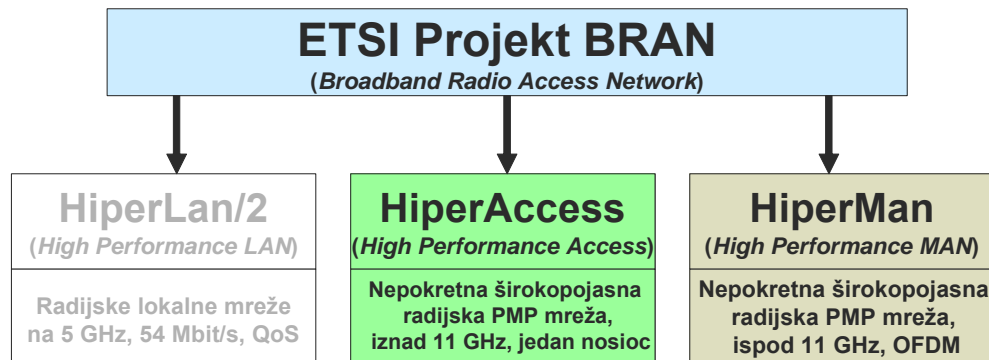 ETSI Projekt BRAN
(Broadband Radio Access Network)
HiperLan/2
(High Performance LAN)
Radijske lokalne mreže
na 5 GHz, 54 Mbit/s, QoS
HiperAccess
(High Performance Access)
Nepokretna širokopojasna
radijska PMP mreža,
iznad 11 GHz, jedan nosioc
HiperMan
(High Performance MAN)
Nepokretna širokopojasna
radijska PMP mreža,
ispod 11 GHz, OFDM